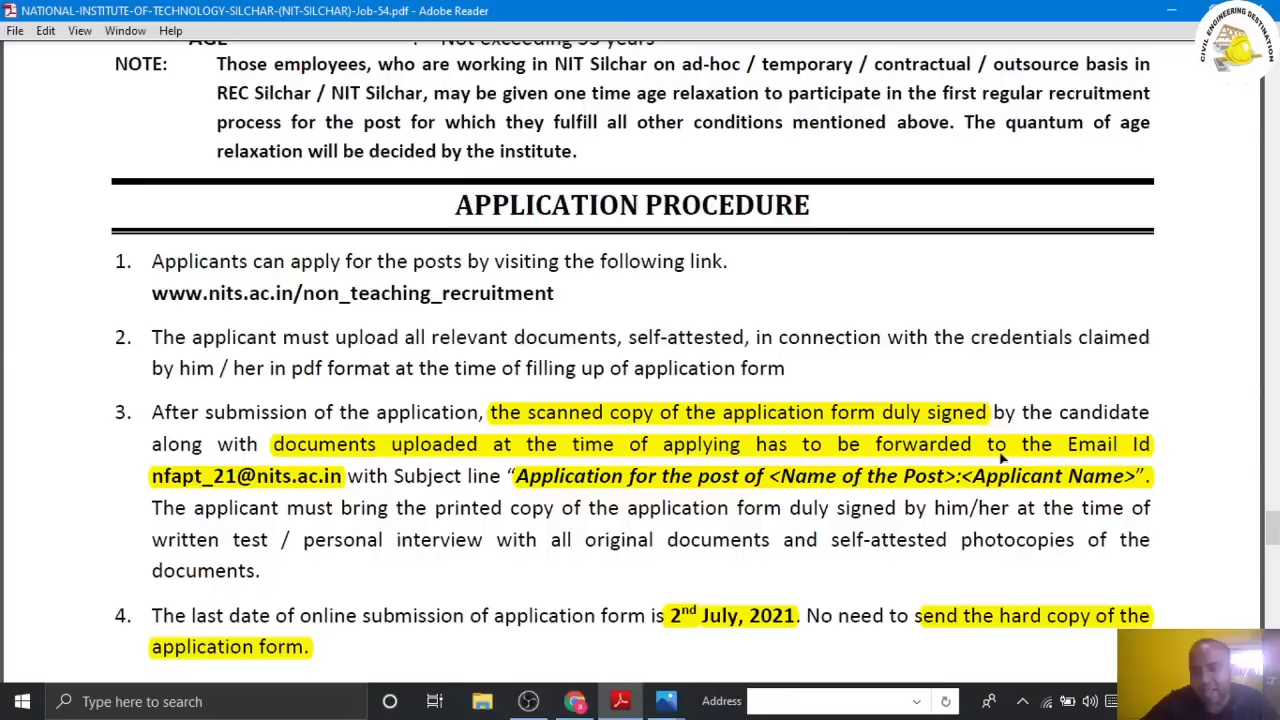 NATIONAL-INSTITUTE-OF-TECHNOLOGY-SILCHAR-(NIT-SILCHAR)-Job-54.pdf - Adobe Reader
File Edit View Window Help
CIVIL ENGINEERING DESTINATION
AGE : Not exceeding 35 years
NOTE: Those employees, who are working in NIT Silchar on ad-hoc / temporary / contractual / outsource basis in
REC Silchar / NIT Silchar, may be given one time age relaxation to participate in the first regular recruitment
process for the post for which they fulfill all other conditions mentioned above. The quantum of age
relaxation will be decided by the institute.
APPLICATION PROCEDURE
1. Applicants can apply for the posts by visiting the following link.
www.nits.ac.in/non_teaching_recruitment
2. The applicant must upload all relevant documents, self-attested, in connection with the credentials claimed
by him / her in pdf format at the time of filling up of application form
3. After submission of the application, the scanned copy of the application form duly signed by the candidate
along with documents uploaded at the time of applying has to be forwarded to the Email Id
nfapt_21@nits.ac.in with Subject line “Application for the post of <Name of the Post>:<Applicant Name>”.
The applicant must bring the printed copy of the application form duly signed by him/her at the time of
written test / personal interview with all original documents and self-attested photocopies of the
documents.
4. The last date of online submission of application form is 2nd July, 2021. No need to send the hard copy of the
application form.
Type here to search
Address